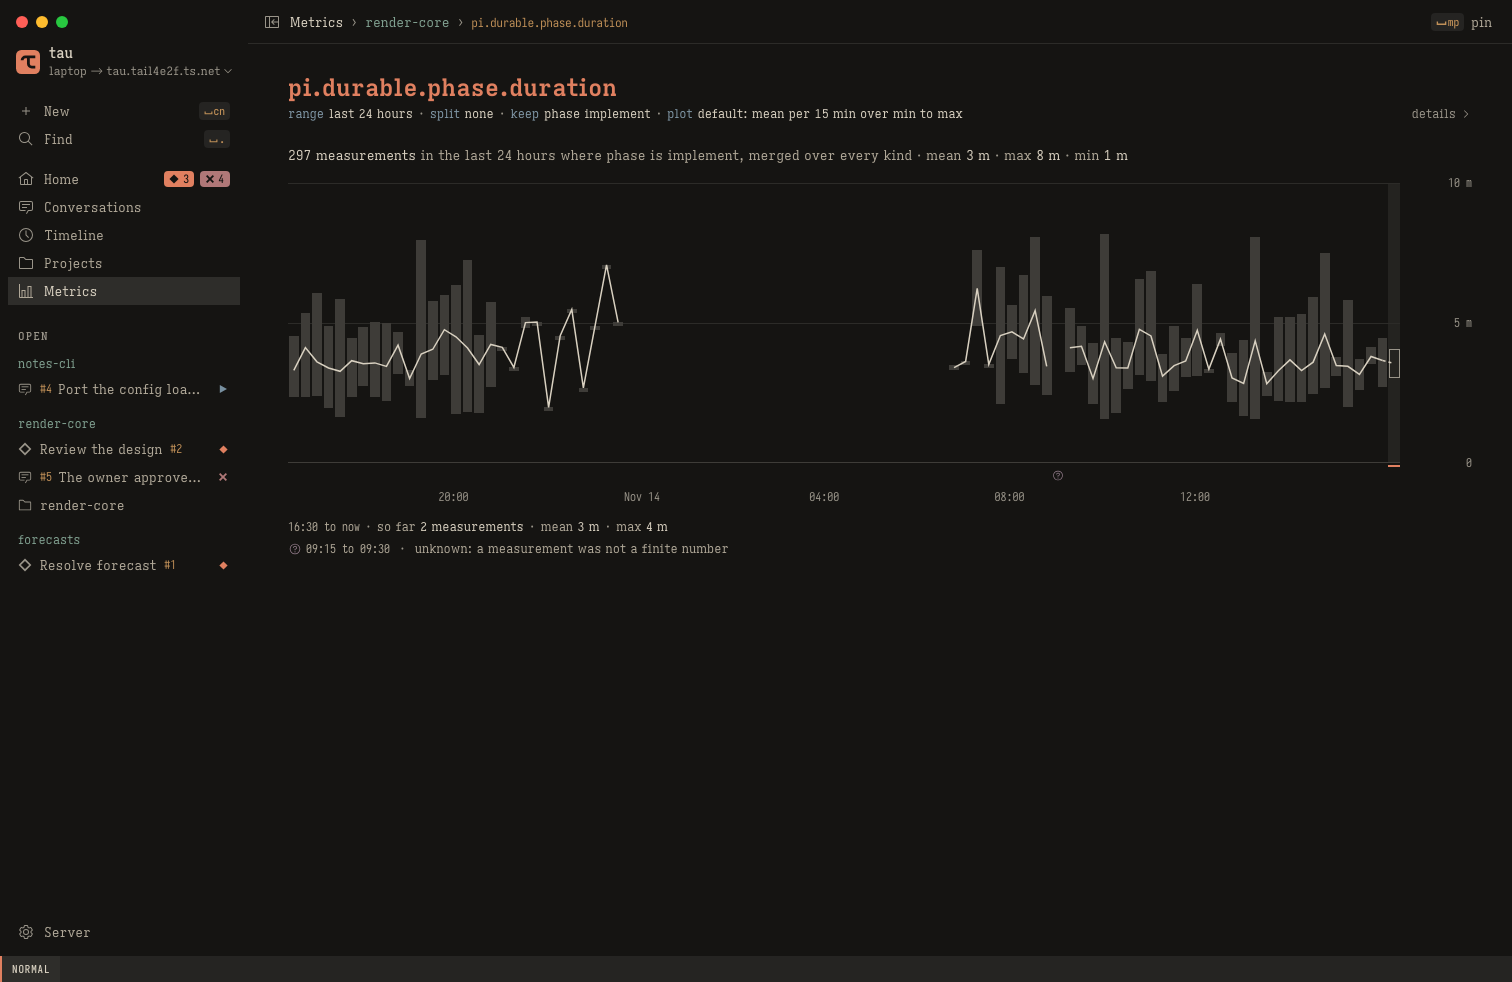 tau
laptop → tau.tail4e2f.ts.net
New
cn
Find
.
Home
3
4
Conversations
Timeline
Projects
Metrics
OPEN
notes-cli
#4 Port the config loa...
render-core
Review the design #2
#5 The owner approve...
render-core
forecasts
Resolve forecast #1
Server
NORMAL
Metrics › render-core › pi.durable.phase.duration
mp pin
pi.durable.phase.duration
range last 24 hours · split none · keep phase implement · plot default: mean per 15 min over min to max
details
297 measurements in the last 24 hours where phase is implement, merged over every kind · mean 3 m · max 8 m · min 1 m
10 m
5 m
0
20:00
Nov 14
04:00
08:00
12:00
16:30 to now · so far 2 measurements · mean 3 m · max 4 m
09:15 to 09:30 · unknown: a measurement was not a finite number